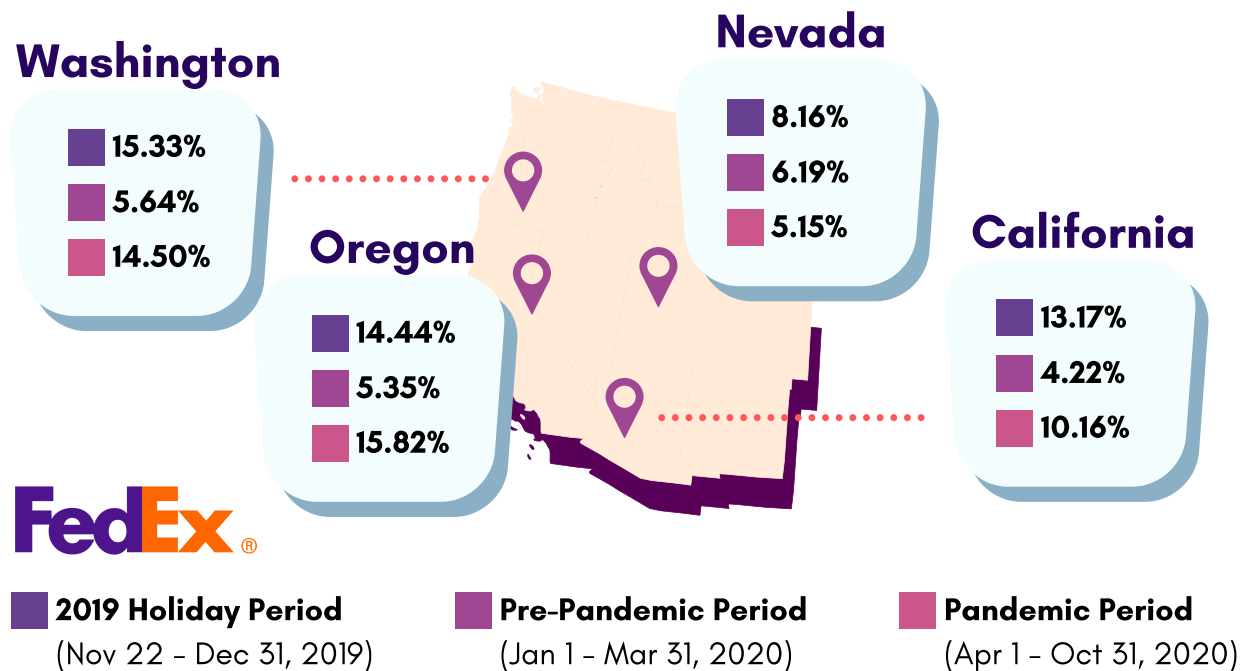 Washington
15.33%
5.64%
14.50%
Oregon
14.44%
5.35%
15.82%
Nevada
8.16%
6.19%
5.15%
California
13.17%
4.22%
10.16%
FedEx®
2019 Holiday Period
(Nov 22 - Dec 31, 2019)
Pre-Pandemic Period
(Jan 1 - Mar 31, 2020)
Pandemic Period
(Apr 1 - Oct 31, 2020)